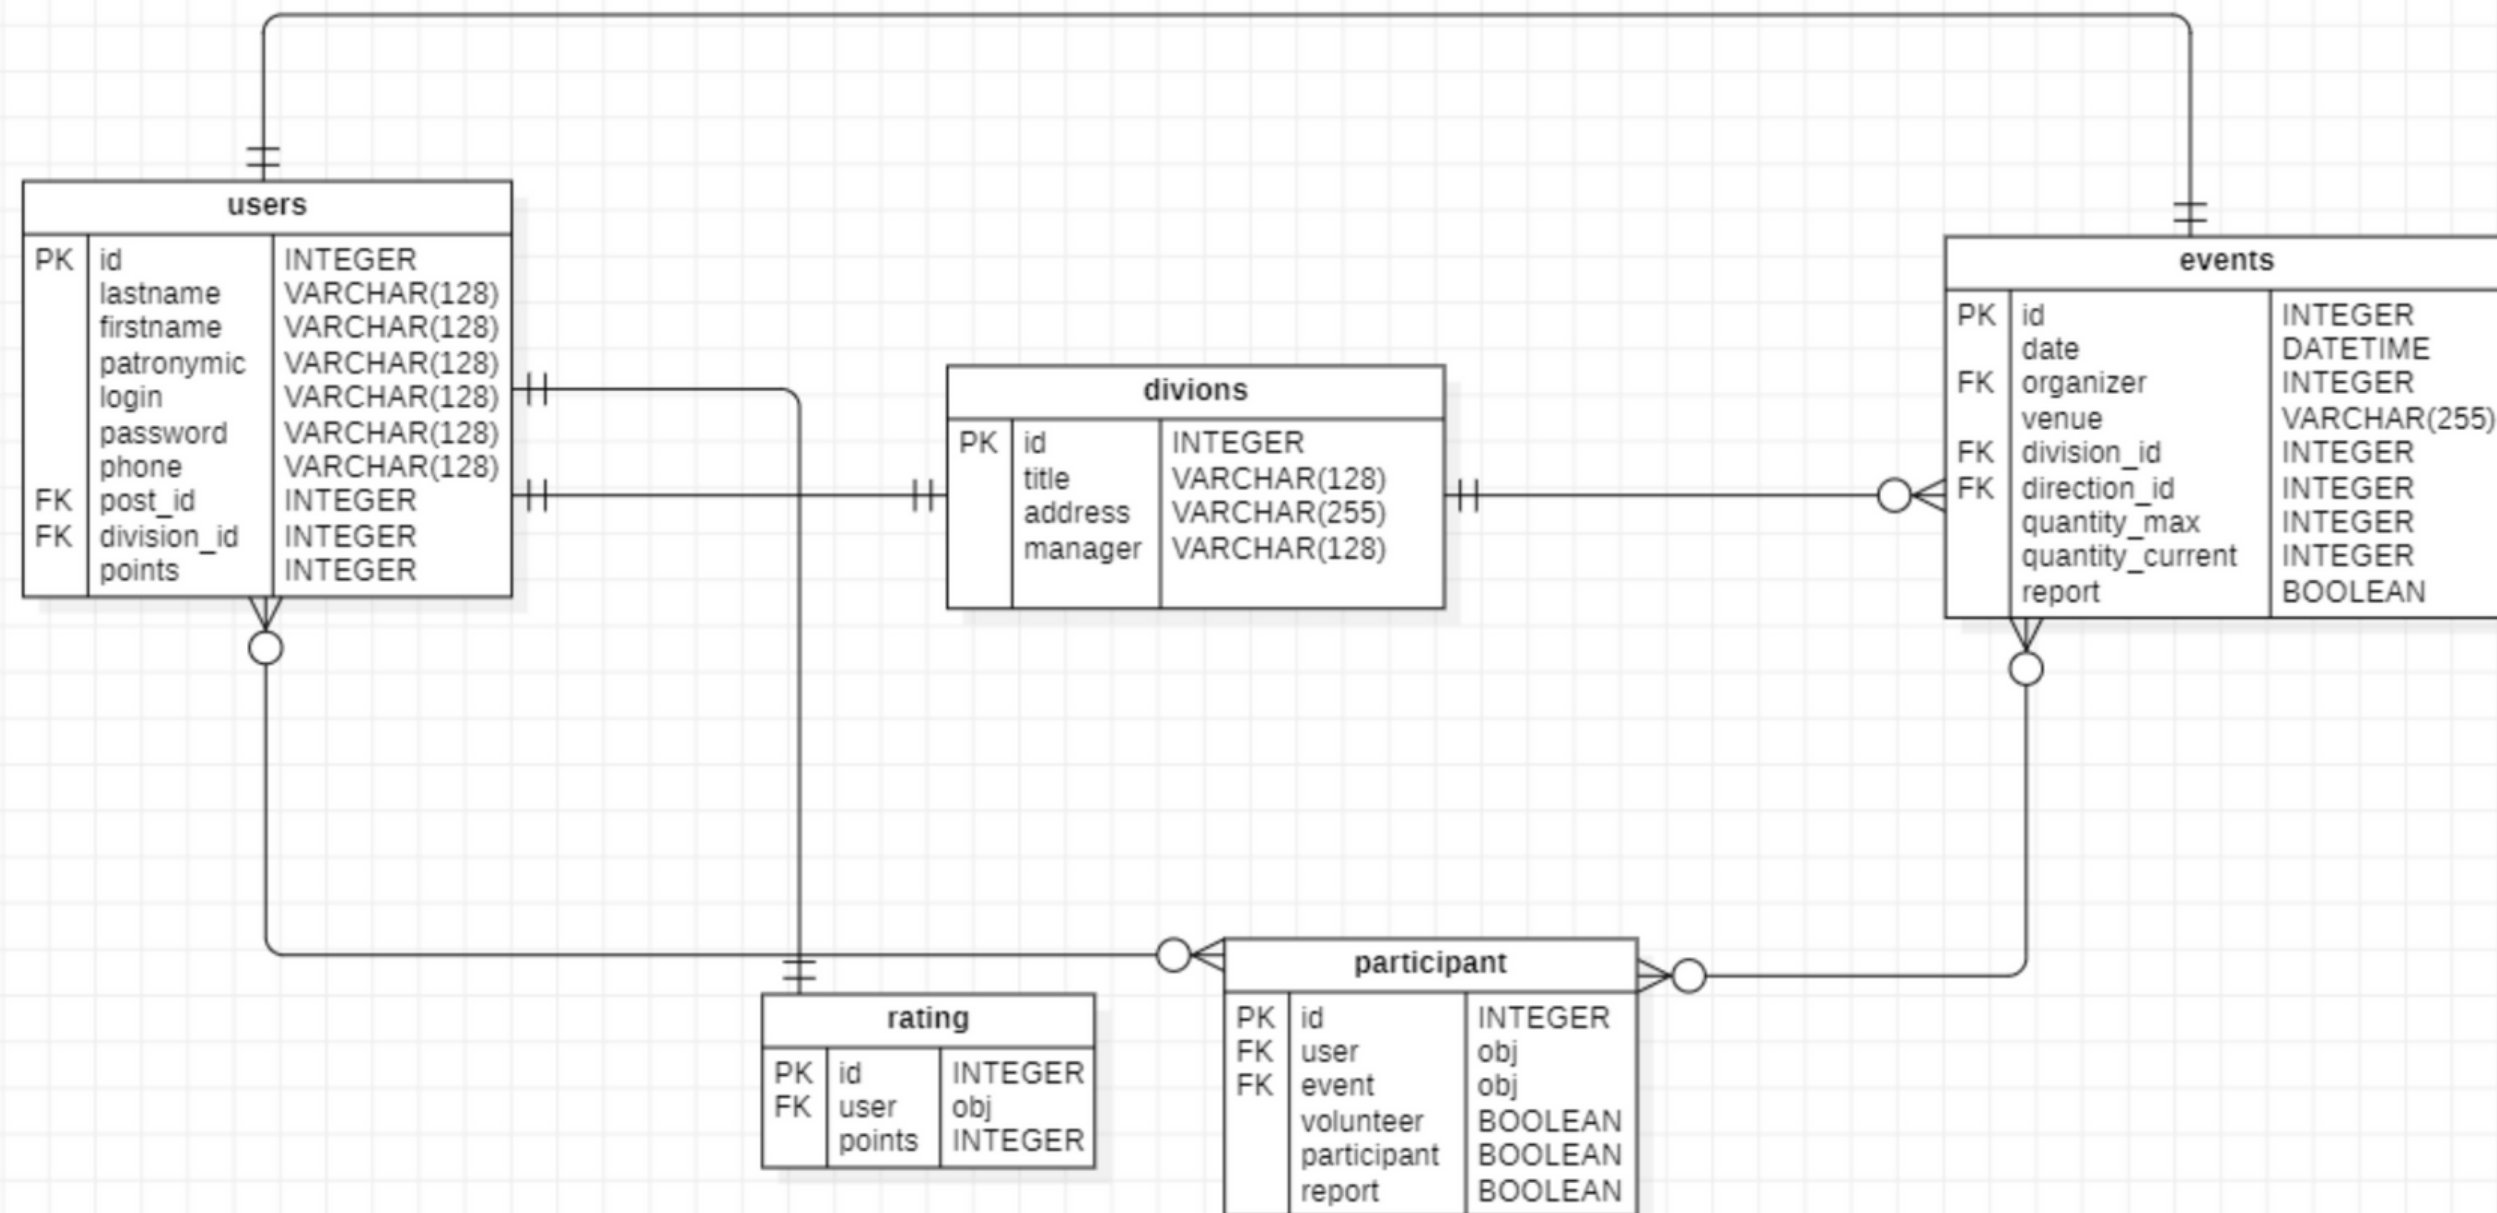 users
PK id INTEGER
lastname VARCHAR(128)
firstname VARCHAR(128)
patronymic VARCHAR(128)
login VARCHAR(128)
password VARCHAR(128)
phone VARCHAR(128)
FK post_id INTEGER
FK division_id INTEGER
points INTEGER
divions
PK id INTEGER
title VARCHAR(128)
address VARCHAR(255)
manager VARCHAR(128)
events
PK id INTEGER
date DATETIME
FK organizer INTEGER
venue VARCHAR(255)
FK division_id INTEGER
FK direction_id INTEGER
quantity_max INTEGER
quantity_current INTEGER
report BOOLEAN
rating
PK id INTEGER
FK user obj
points INTEGER
participant
PK id INTEGER
FK user obj
FK event obj
volunteer BOOLEAN
participant BOOLEAN
report BOOLEAN